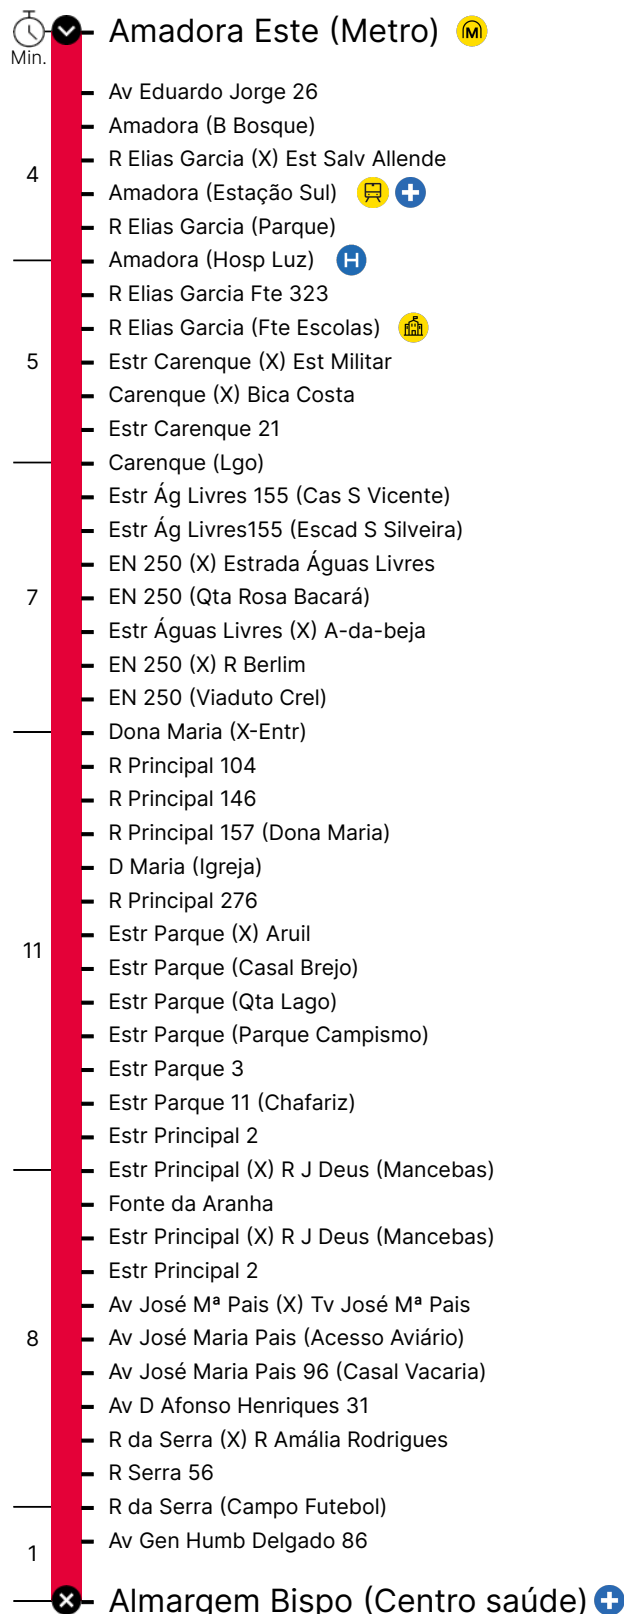 Amadora Este (Metro)
Min.
Av Eduardo Jorge 26
Amadora (B Bosque)
R Elias Garcia (X) Est Salv Allende
4
Amadora (Estação Sul)
R Elias Garcia (Parque)
Amadora (Hosp Luz) H
R Elias Garcia Fte 323
R Elias Garcia (Fte Escolas)
5
Estr Carenque (X) Est Militar
Carenque (X) Bica Costa
Estr Carenque 21
Carenque (Lgo)
Estr Ág Livres 155 (Cas S Vicente)
Estr Ág Livres155 (Escad S Silveira)
EN 250 (X) Estrada Águas Livres
7
EN 250 (Qta Rosa Bacará)
Estr Águas Livres (X) A-da-beja
EN 250 (X) R Berlim
EN 250 (Viaduto Crel)
Dona Maria (X-Entr)
R Principal 104
R Principal 146
R Principal 157 (Dona Maria)
D Maria (Igreja)
R Principal 276
Estr Parque (X) Aruil
11
Estr Parque (Casal Brejo)
Estr Parque (Qta Lago)
Estr Parque (Parque Campismo)
Estr Parque 3
Estr Parque 11 (Chafariz)
Estr Principal 2
Estr Principal (X) R J Deus (Mancebas)
Fonte da Aranha
Estr Principal (X) R J Deus (Mancebas)
Estr Principal 2
Av José Mª Pais (X) Tv José Mª Pais
8
Av José Maria Pais (Acesso Aviário)
Av José Maria Pais 96 (Casal Vacaria)
Av D Afonso Henriques 31
R da Serra (X) R Amália Rodrigues
R Serra 56
R da Serra (Campo Futebol)
Av Gen Humb Delgado 86
1
Almargem Bispo (Centro saúde)